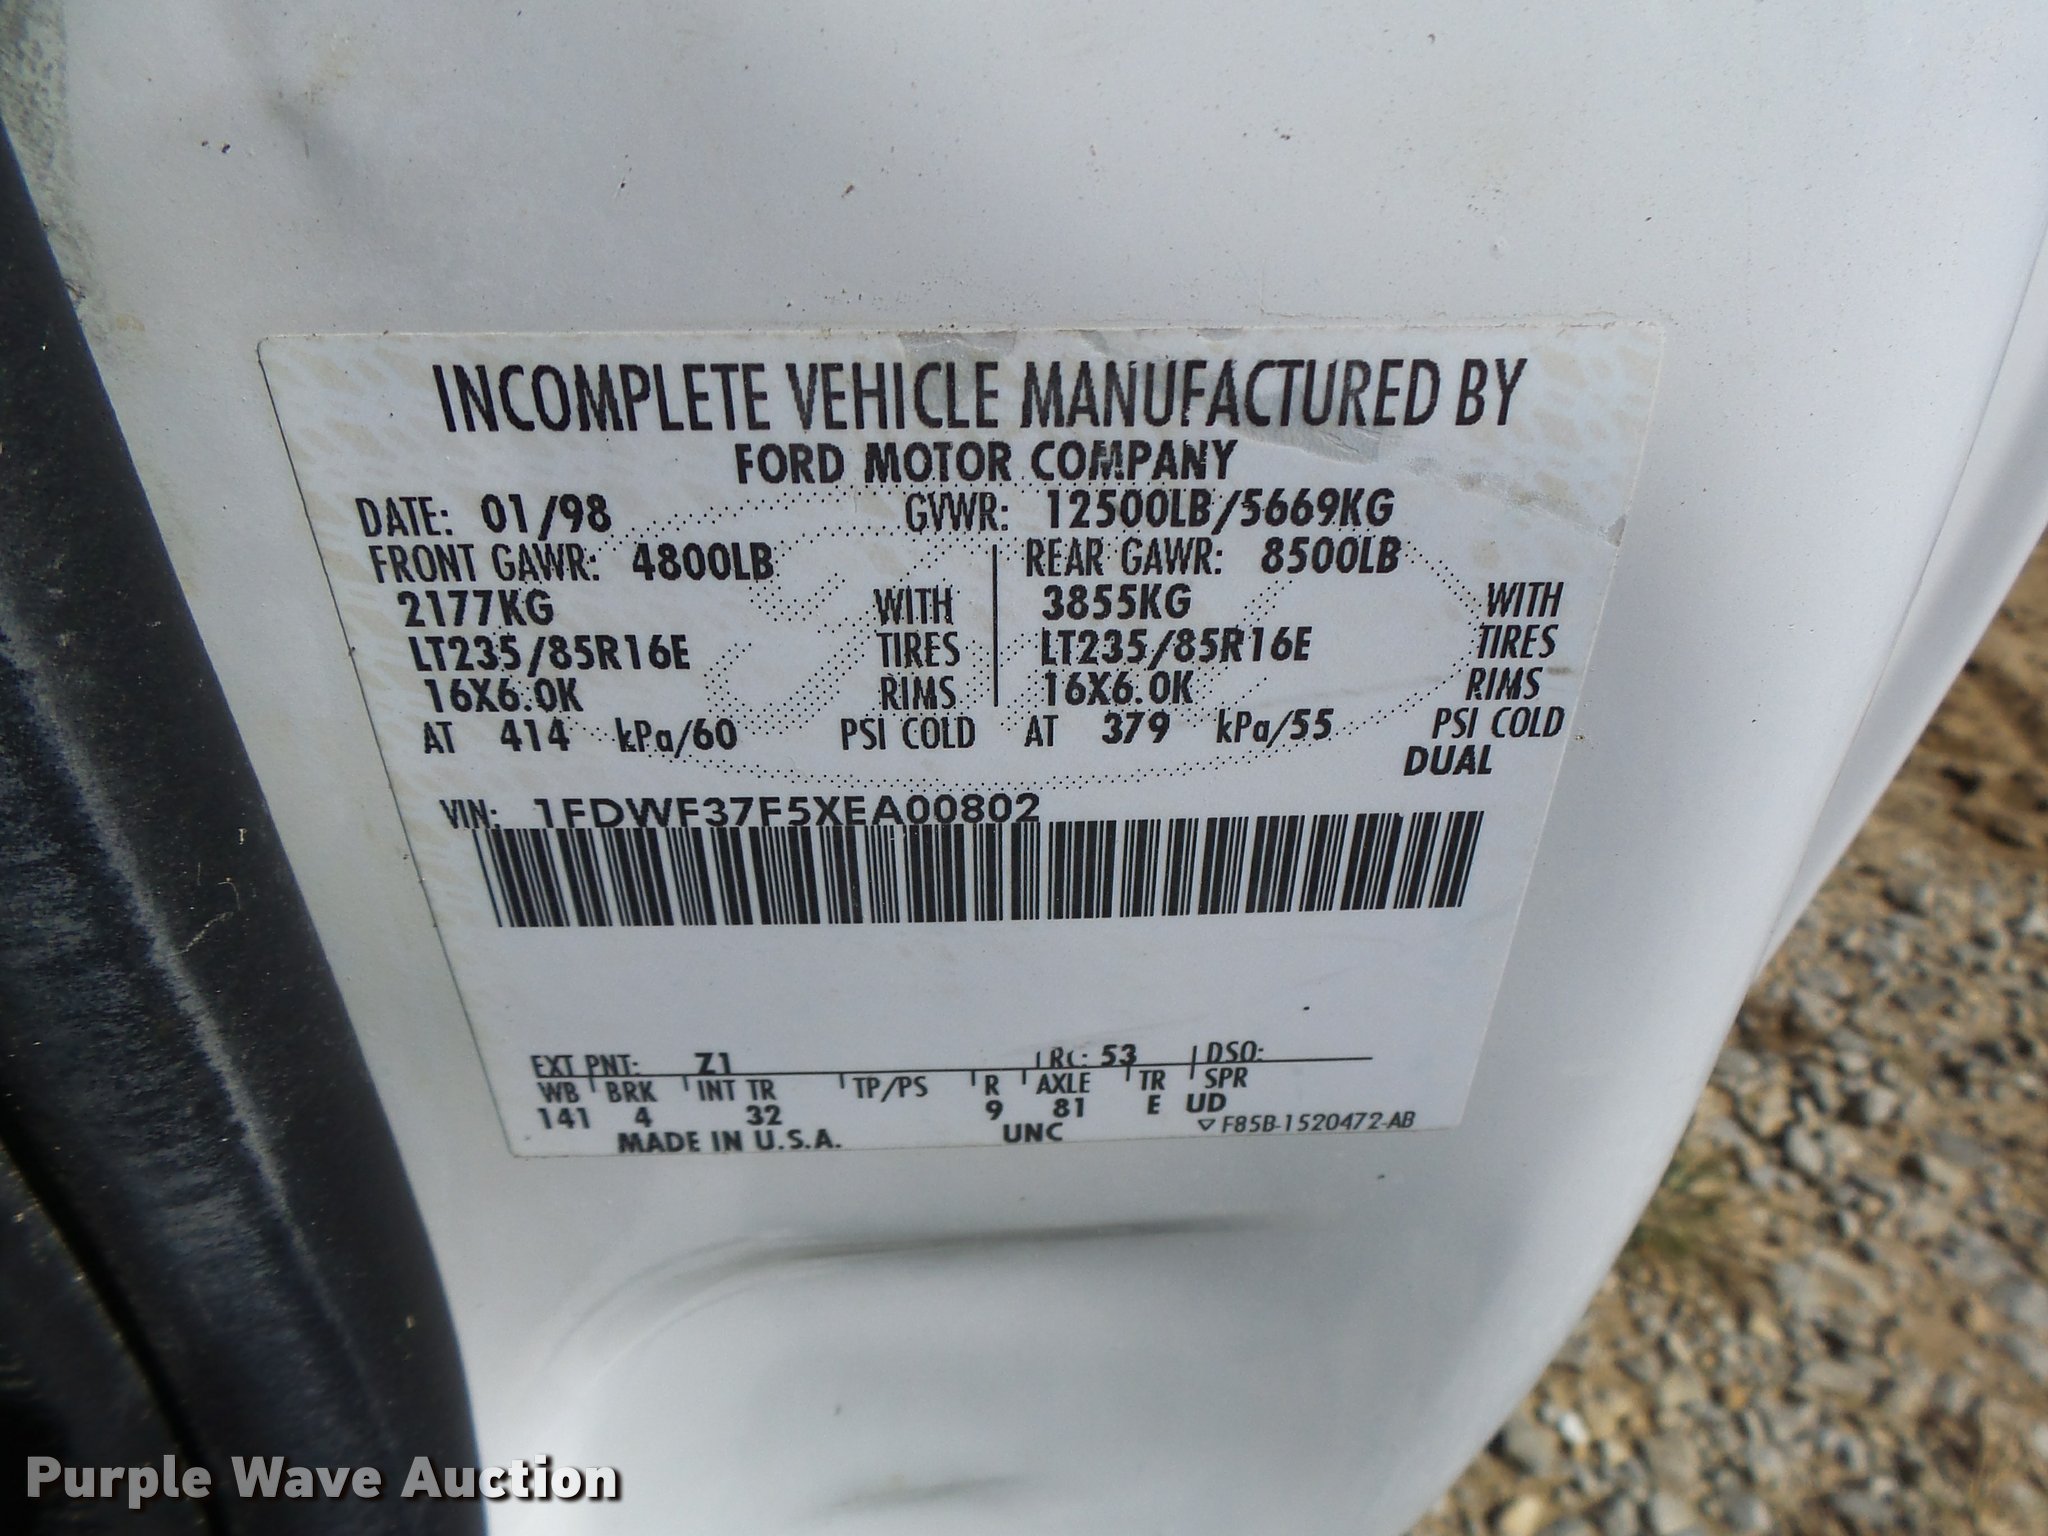 INCOMPLETE VEHICLE MANUFACTURED BY
FORD MOTOR COMPANY
DATE: 01/98 GVWR: 12500LB/5669KG
FRONT GAWR: 4800LB REAR GAWR: 8500LB
2177KG WITH 3855KG WITH
LT235/85R16E TIRES LT235/85R16E TIRES
16X6.0K RIMS 16X6.0K RIMS
AT 414 kPa/60 PSI COLD AT 379 kPa/55 PSI COLD
DUAL
VIN: 1FDWF37F5XEA00802
EXT PNT: Z1 RC: 53 DSO:
WB BRK INT TR TP/PS R AXLE TR SPR
141 4 32 9 81 E UD
MADE IN U.S.A. UNC ▽ F85B-1520472-AB
Purple Wave Auction